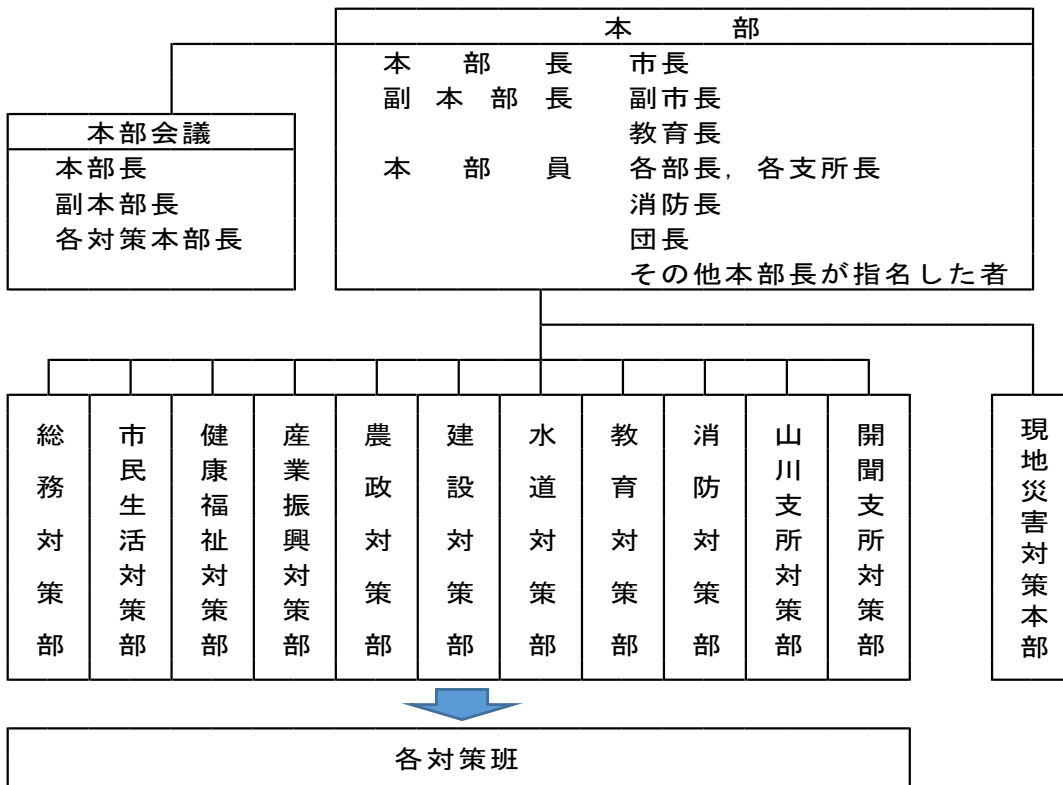 本部
本部長 市長
副本部長 副市長
教育長
本部員 各部長，各支所長
消防長
団長
その他本部長が指名した者
本部会議
本部長
副本部長
各対策本部長
総務対策部
市民生活対策部
健康福祉対策部
産業振興対策部
農政対策部
建設対策部
水道対策部
教育対策部
消防対策部
山川支所対策部
開聞支所対策部
現地災害対策本部
各対策班